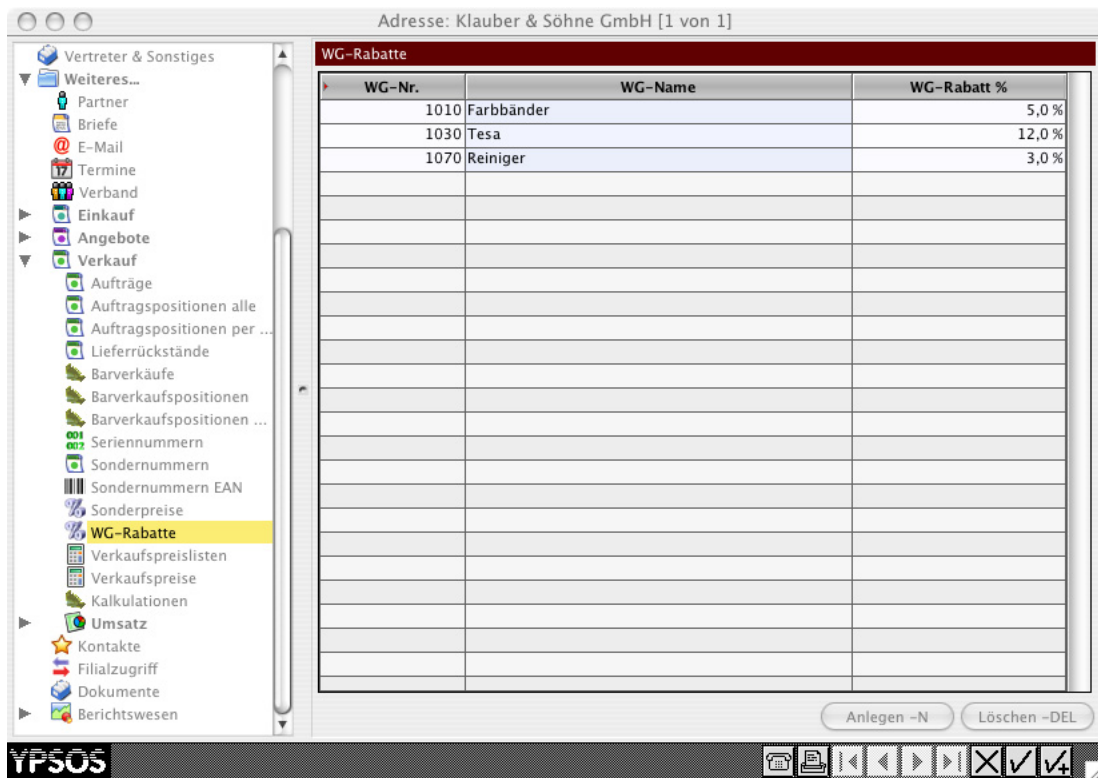 Adresse: Klauber & Söhne GmbH [1 von 1]
Vertreter & Sonstiges
Weiteres...
Partner
Briefe
@ E-Mail
17 Termine
Verband
Einkauf
Angebote
Verkauf
Aufträge
Auftragspositionen alle
Auftragspositionen per ...
Lieferrückstände
Barverkäufe
Barverkaufspositionen
Barverkaufspositionen ...
001
002 Seriennummern
Sondernummern
Sondernummern EAN
Sonderpreise
WG-Rabatte
Verkaufspreislisten
Verkaufspreise
Kalkulationen
Umsatz
Kontakte
Filialzugriff
Dokumente
Berichtswesen
WG-Rabatte
WG-Nr. WG-Name WG-Rabatt %
1010 Farbbänder 5,0 %
1030 Tesa 12,0 %
1070 Reiniger 3,0 %
Anlegen -N Löschen -DEL
YPSOS